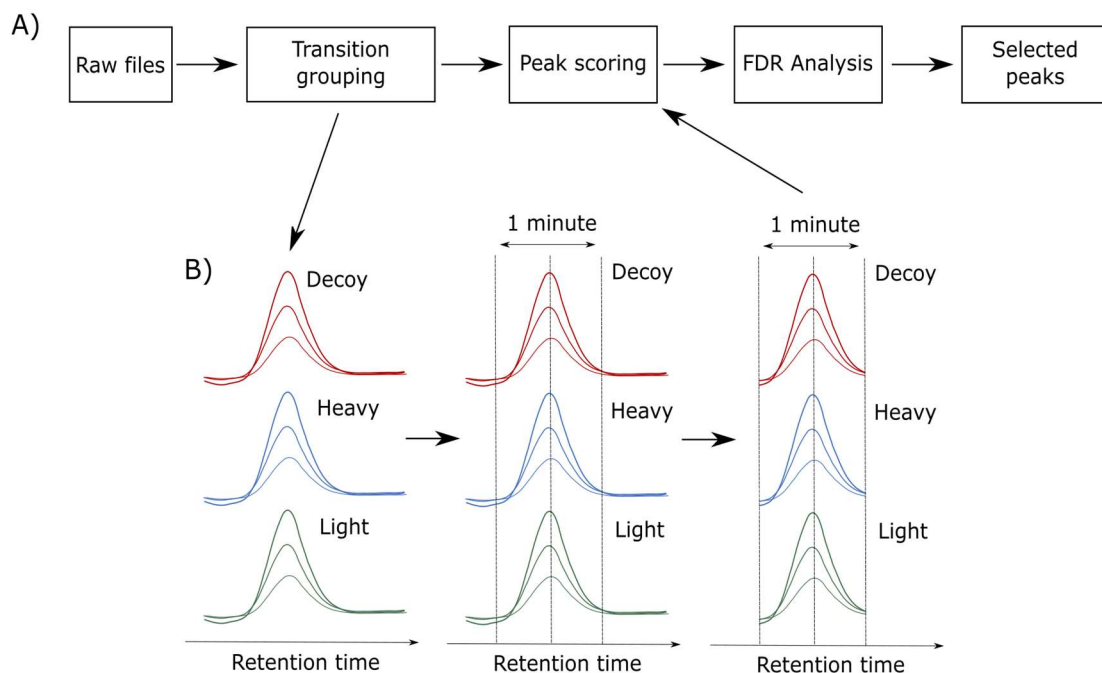 A)
Raw files
Transition
grouping
Peak scoring
FDR Analysis
Selected
peaks
B)
1 minute
1 minute
Decoy
Decoy
Decoy
Heavy
Heavy
Heavy
Light
Light
Light
Retention time
Retention time
Retention time